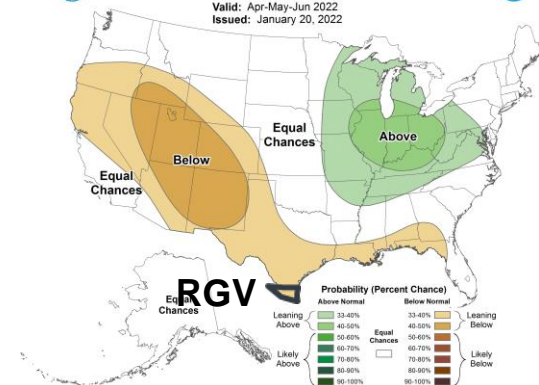 Valid: Apr-May-Jun 2022
Issued: January 20, 2022
Equal
Chances
Above
Below
Equal
Chances
RGV
Equal
Chances
Probability (Percent Chance)
Above Normal
Below Normal
Leaning
Above
33-40%
40-50%
50-60%
Likely
Above
60-70%
70-80%
80-90%
90-100%
Equal
Chances
33-40%
40-50%
50-60%
Leaning
Below
60-70%
70-80%
80-90%
90-100%
Likely
Below